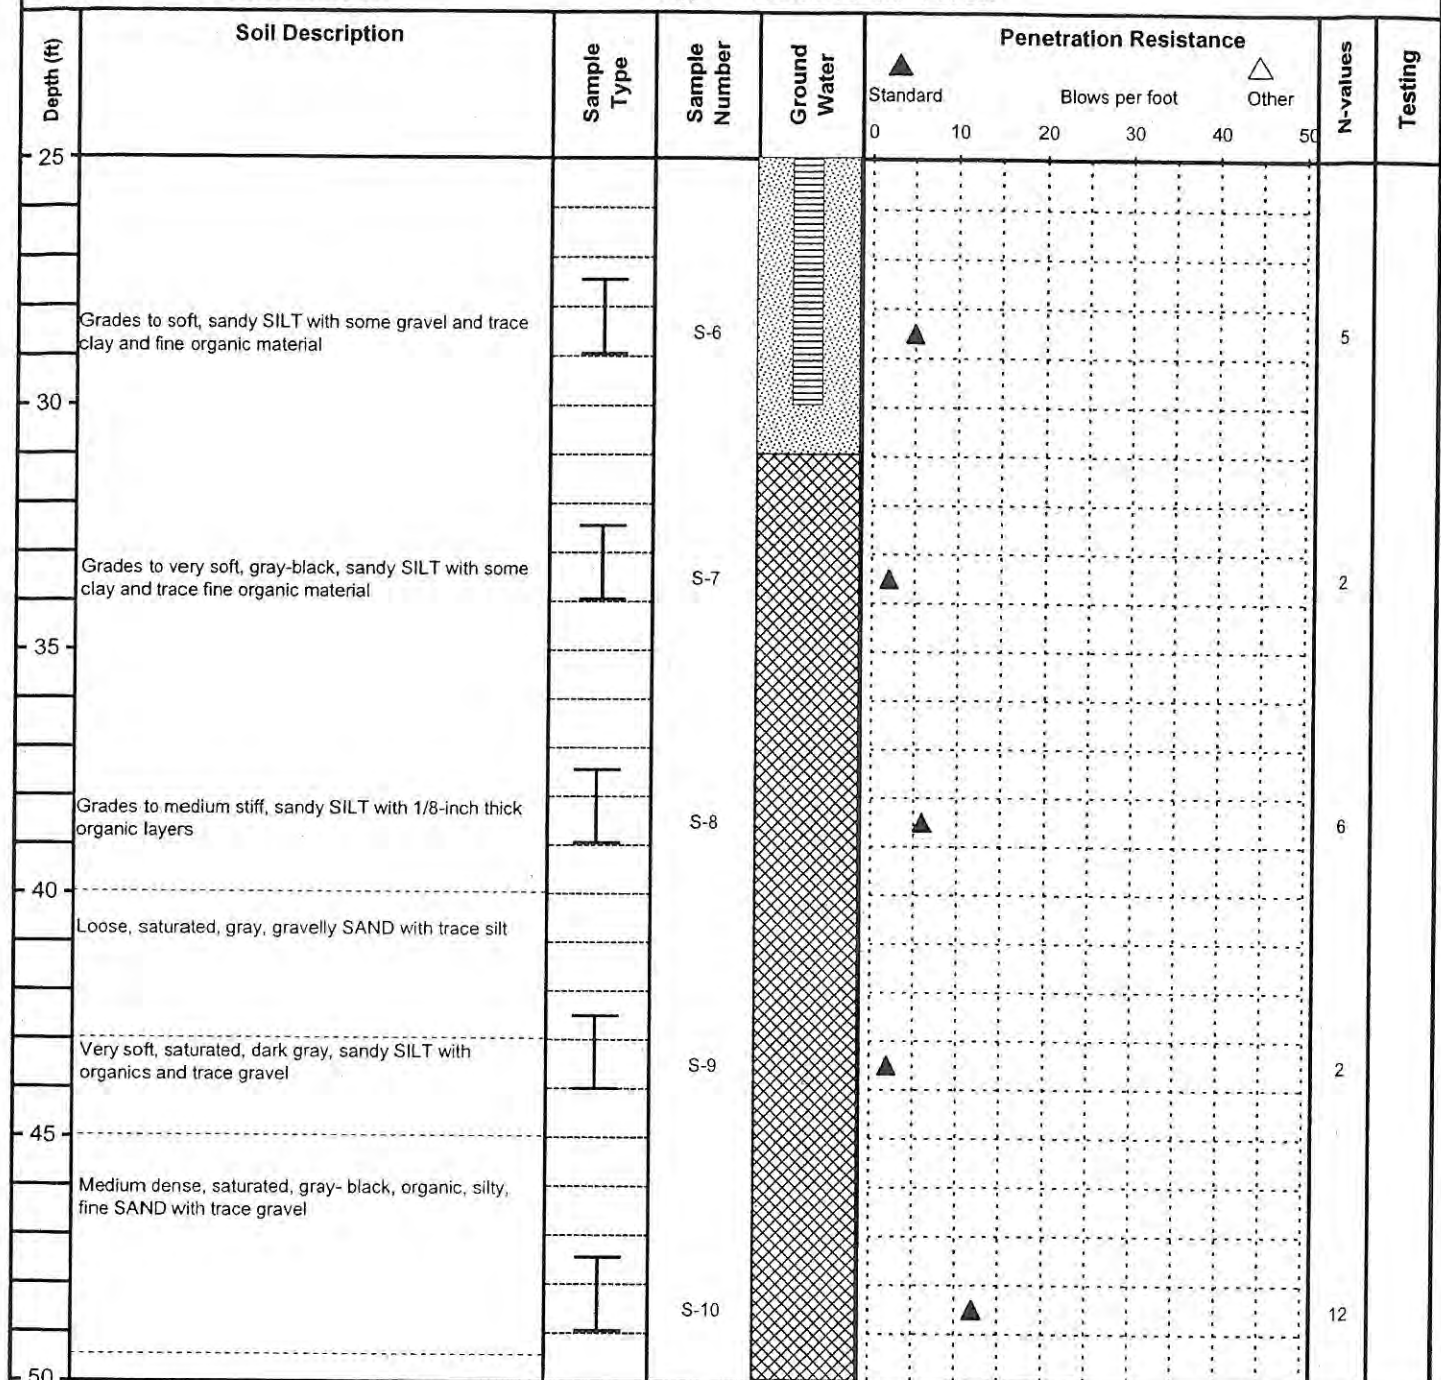 Soil Description
Penetration Resistance
Depth (ft)
Sample
Type
Sample
Number
Ground
Water
Standard
Blows per foot
Other
N-values
Testing
0 10 20 30 40 50
25
Grades to soft, sandy SILT with some gravel and trace
clay and fine organic material
S-6
5
30
Grades to very soft, gray-black, sandy SILT with some
clay and trace fine organic material
S-7
2
35
Grades to medium stiff, sandy SILT with 1/8-inch thick
organic layers
S-8
6
40
Loose, saturated, gray, gravelly SAND with trace silt
Very soft, saturated, dark gray, sandy SILT with
organics and trace gravel
S-9
2
45
Medium dense, saturated, gray- black, organic, silty,
fine SAND with trace gravel
S-10
12
50